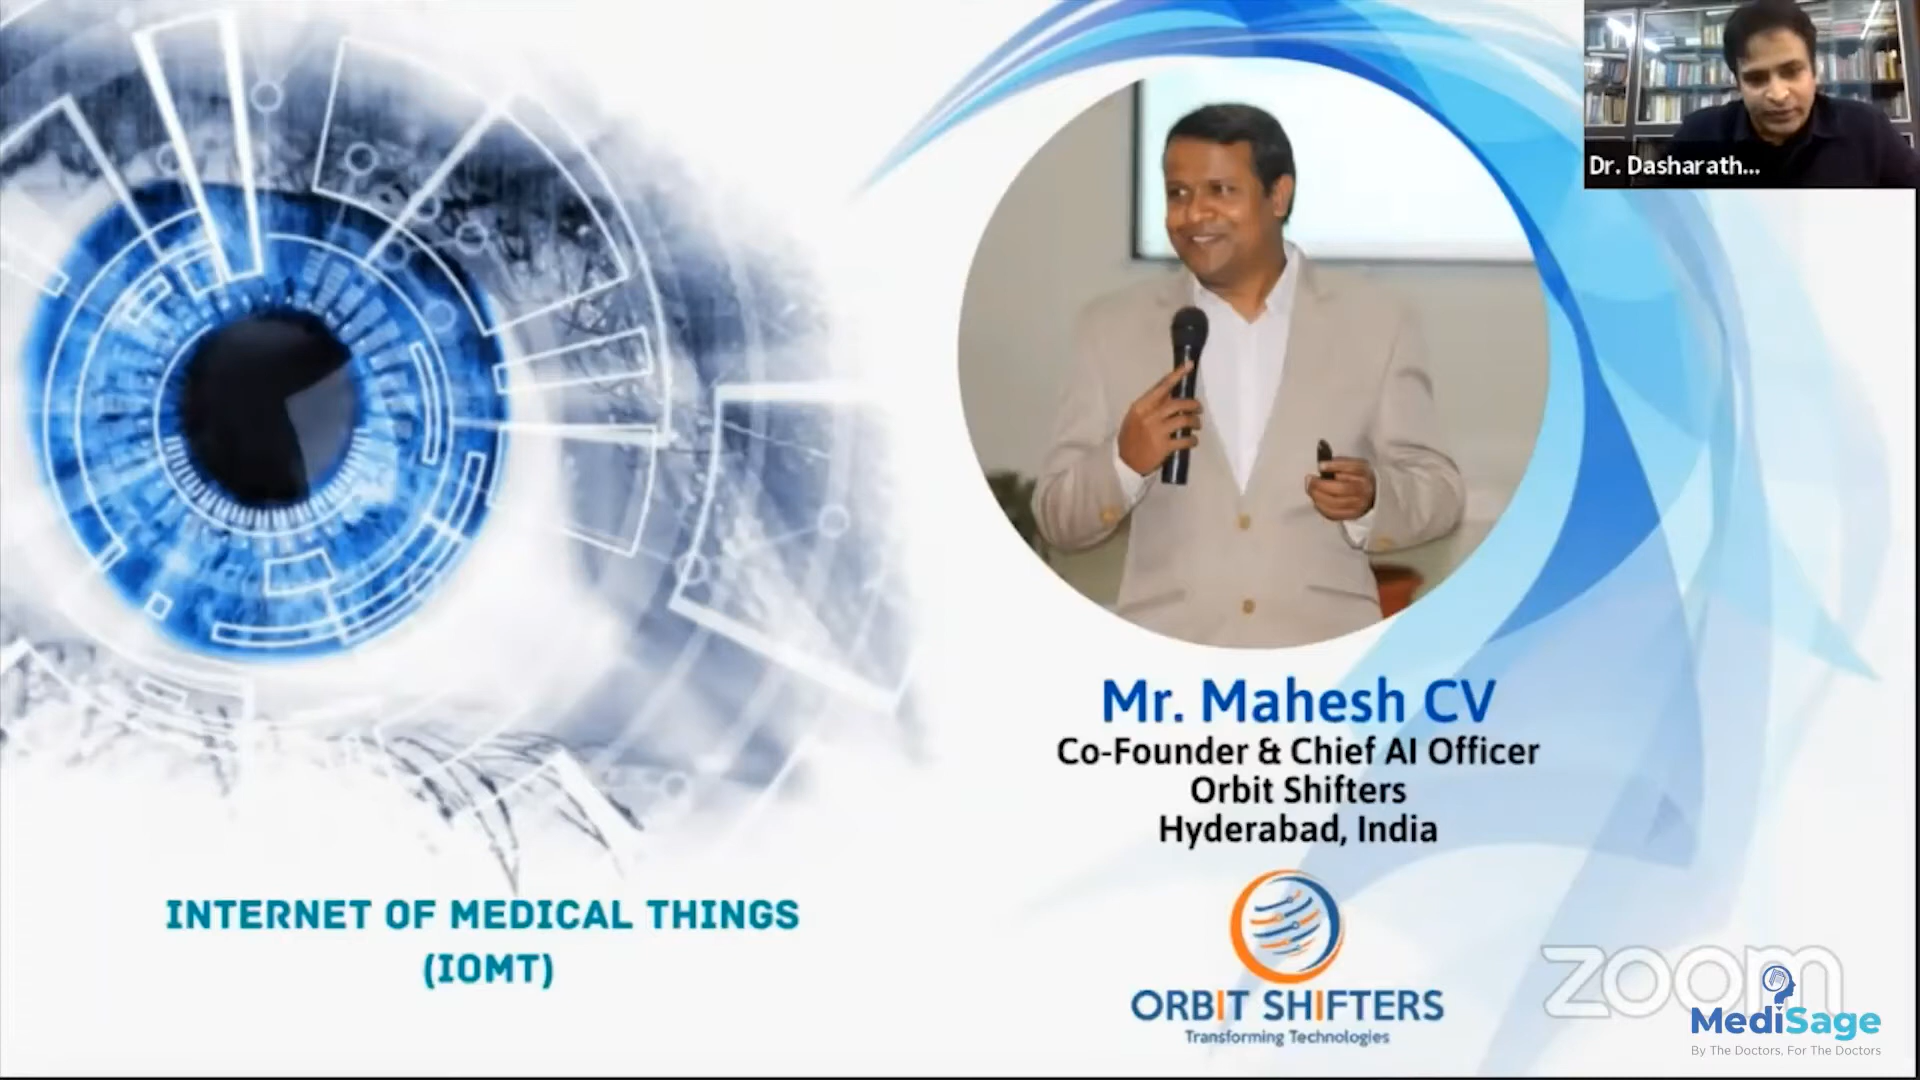 Dr. Dasharath...
Mr. Mahesh CV
Co-Founder & Chief AI Officer
Orbit Shifters
Hyderabad, India
INTERNET OF MEDICAL THINGS
(IOMT)
ORBIT SHIFTERS
Transforming Technologies
zoom
MediSage
By The Doctors, For The Doctors